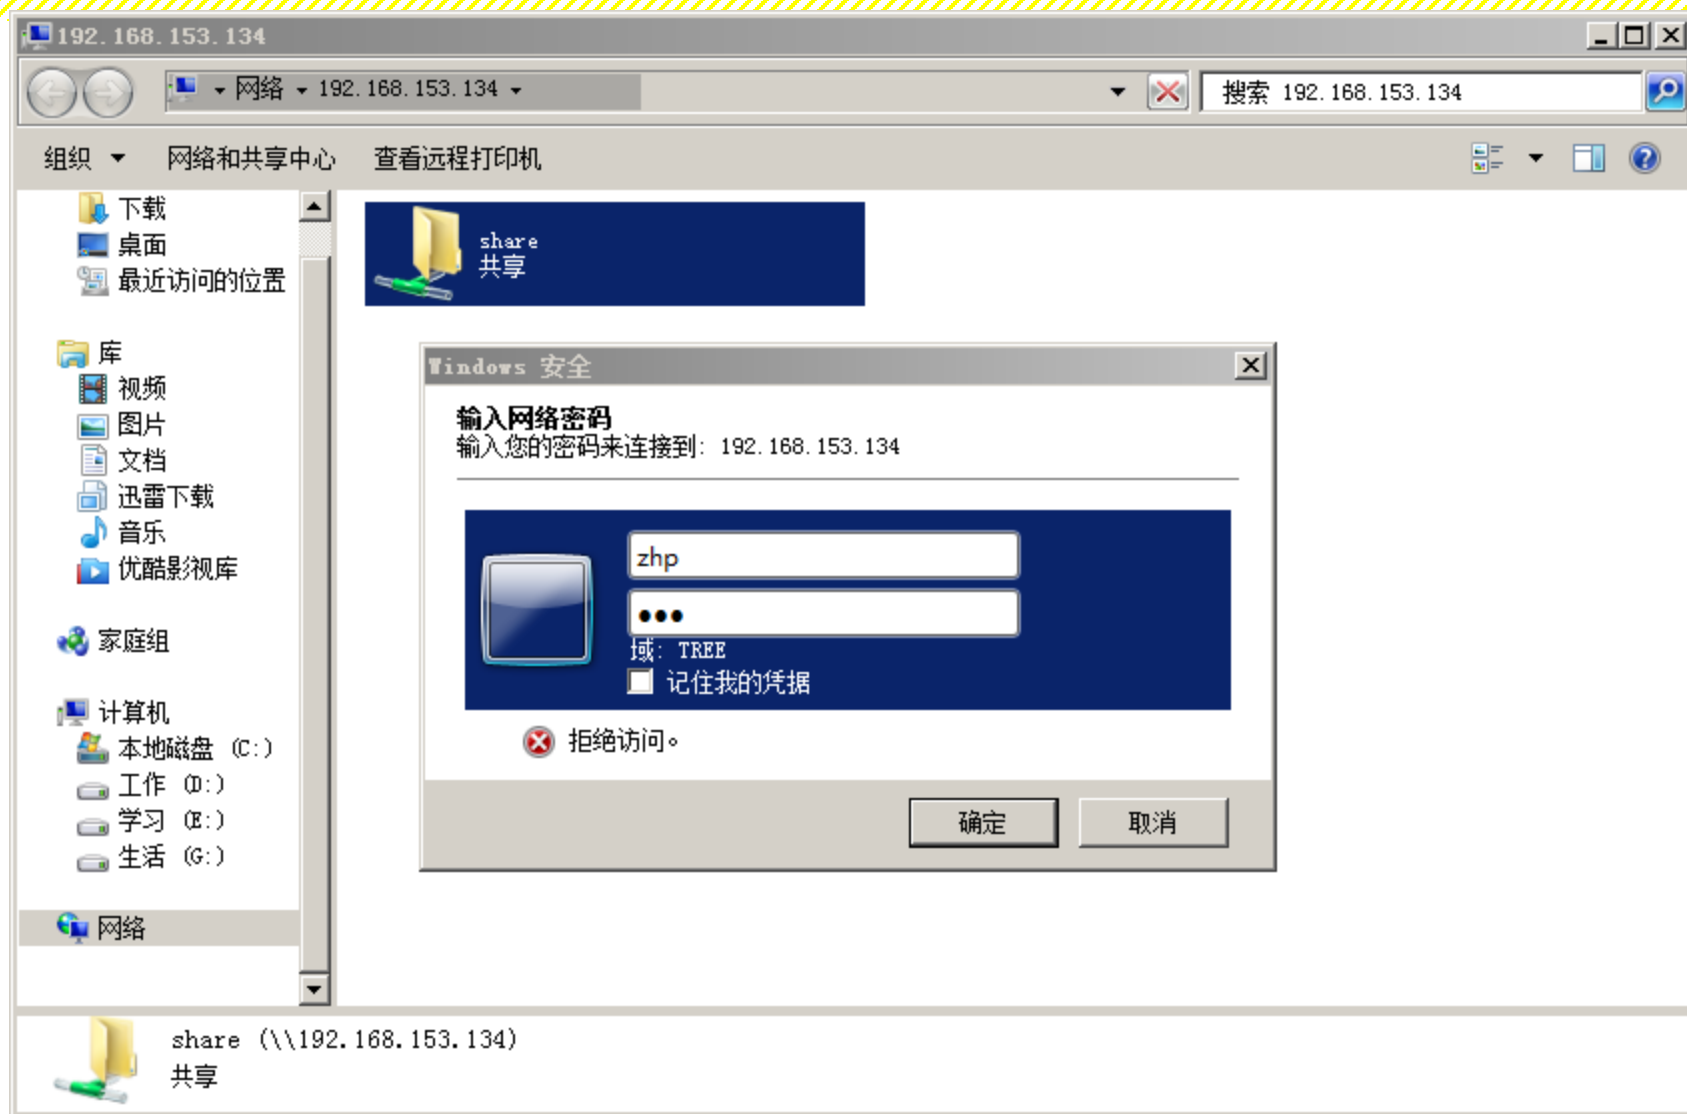 192.168.153.134
网络 192.168.153.134
搜索 192.168.153.134
组织 网络和共享中心 查看远程打印机
下载
桌面
最近访问的位置
库
视频
图片
文档
迅雷下载
音乐
优酷影视库
家庭组
计算机
本地磁盘 (C:)
工作 (D:)
学习 (E:)
生活 (G:)
网络
share
共享
Windows 安全
输入网络密码
输入您的密码来连接到: 192.168.153.134
zhp
●●●
域: TREE
记住我的凭据
拒绝访问。
确定 取消
share (\\192.168.153.134)
共享